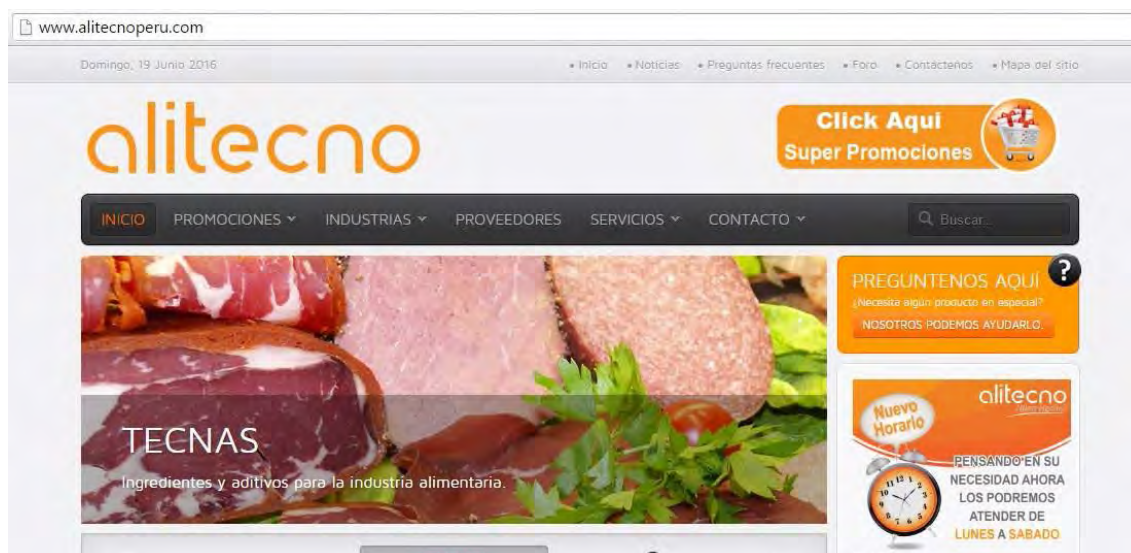 www.alitecnoperu.com
Domingo, 19 Junio 2016
• Inicio • Noticias • Preguntas frecuentes • Foro • Contáctenos • Mapa del sitio
alitecno
Click Aqui
Super Promociones
INICIO PROMOCIONES INDUSTRIAS PROVEEDORES SERVICIOS CONTACTO Buscar...
PREGUNTENOS AQUÍ ?
¿Necesita algún producto en especial?
NOSOTROS PODEMOS AYUDARLO.
TECNAS
Ingredientes y aditivos para la industria alimentaria.
alitecno
Nuevo
Horario
PENSANDO EN SU
NECESIDAD AHORA
LOS PODREMOS
ATENDER DE
LUNES A SABADO